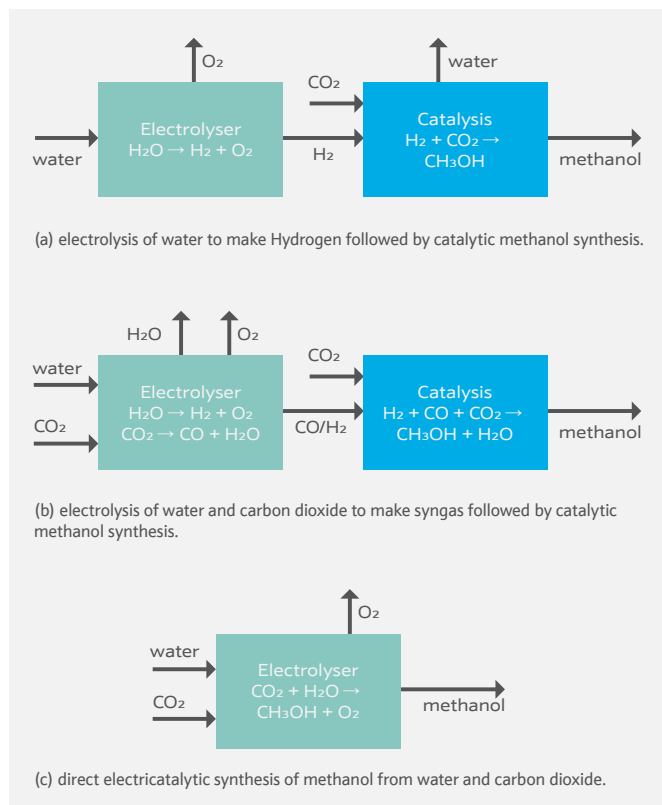 O₂
water
CO₂
water
Electrolyser
H₂O → H₂ + O₂
H₂
Catalysis
H₂ + CO₂ →
CH₃OH
methanol
(a) electrolysis of water to make Hydrogen followed by catalytic methanol synthesis.
H₂O
O₂
water
CO₂
CO₂
Electrolyser
H₂O → H₂ + O₂
CO₂ → CO + H₂O
CO/H₂
Catalysis
H₂ + CO + CO₂ →
CH₃OH + H₂O
methanol
(b) electrolysis of water and carbon dioxide to make syngas followed by catalytic
methanol synthesis.
O₂
water
CO₂
Electrolyser
CO₂ + H₂O →
CH₃OH + O₂
methanol
(c) direct electricatalytic synthesis of methanol from water and carbon dioxide.